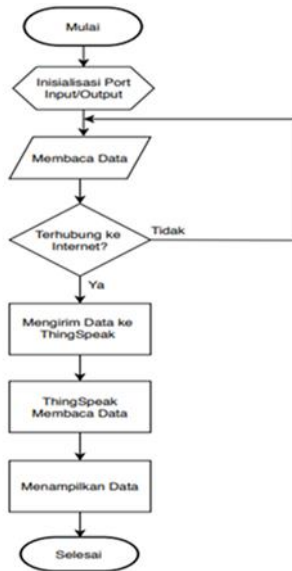 Mulai
Inisialisasi Port
Input/Output
Membaca Data
Terhubung ke
Internet?
Tidak
Ya
Mengirim Data ke
ThingSpeak
ThingSpeak
Membaca Data
Menampilkan Data
Selesai